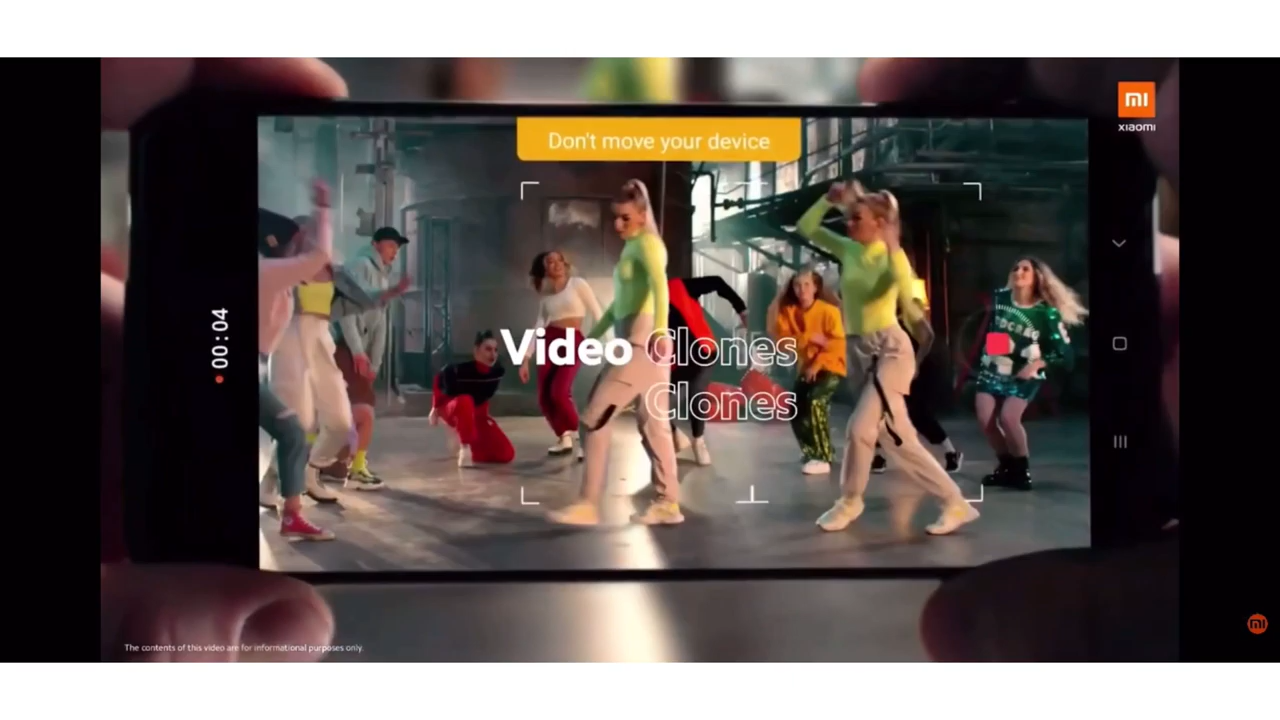 Don't move your device
xiaomi
00:04
Video Clones
Clones
The contents of this video are for informational purposes only.